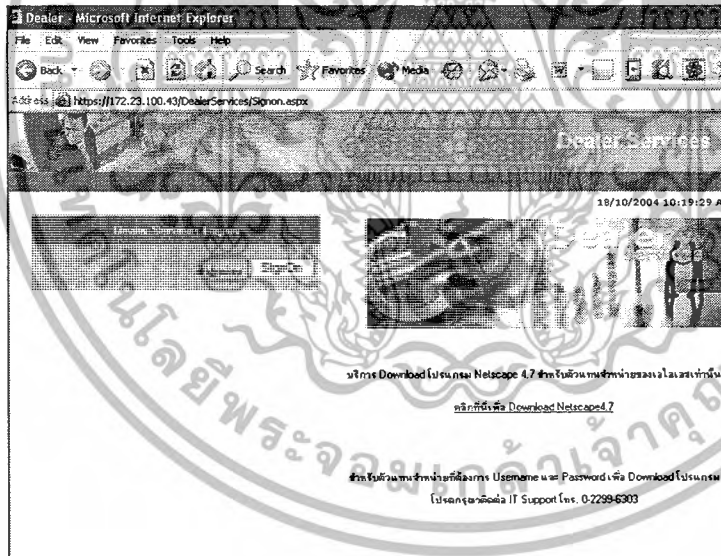 Dealer - Microsoft Internet Explorer
File Edit View Favorites Tools Help
Back Search Favorites Media
Address https://172.23.100.43/DealerServices/Signon.aspx
Dealer Services
18/10/2004 10:19:29 A
SignOn
บริการ Download โปรแกรม Netscape 4.7 สำหรับตัวแทนจำหน่ายของเอไอเอสเท่านั้น
คลิกที่นี่เพื่อ Download Netscape4.7
สำหรับตัวแทนจำหน่ายที่ต้องการ Username และ Password เพื่อ Download โปรแกรม
โปรดกรุณาติดต่อ IT Support โทร. 0-2299-6303